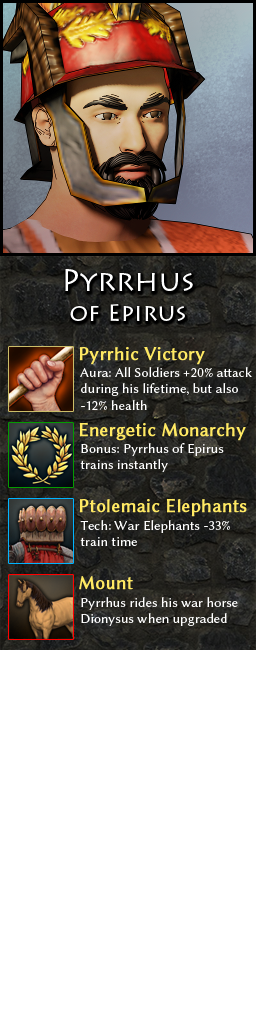 Pyrrhus
of Epirus
Pyrrhic Victory
Aura: All Soldiers +20% attack
during his lifetime, but also
-12% health
Energetic Monarchy
Bonus: Pyrrhus of Epirus
trains instantly
Ptolemaic Elephants
Tech: War Elephants -33%
train time
Mount
Pyrrhus rides his war horse
Dionysus when upgraded